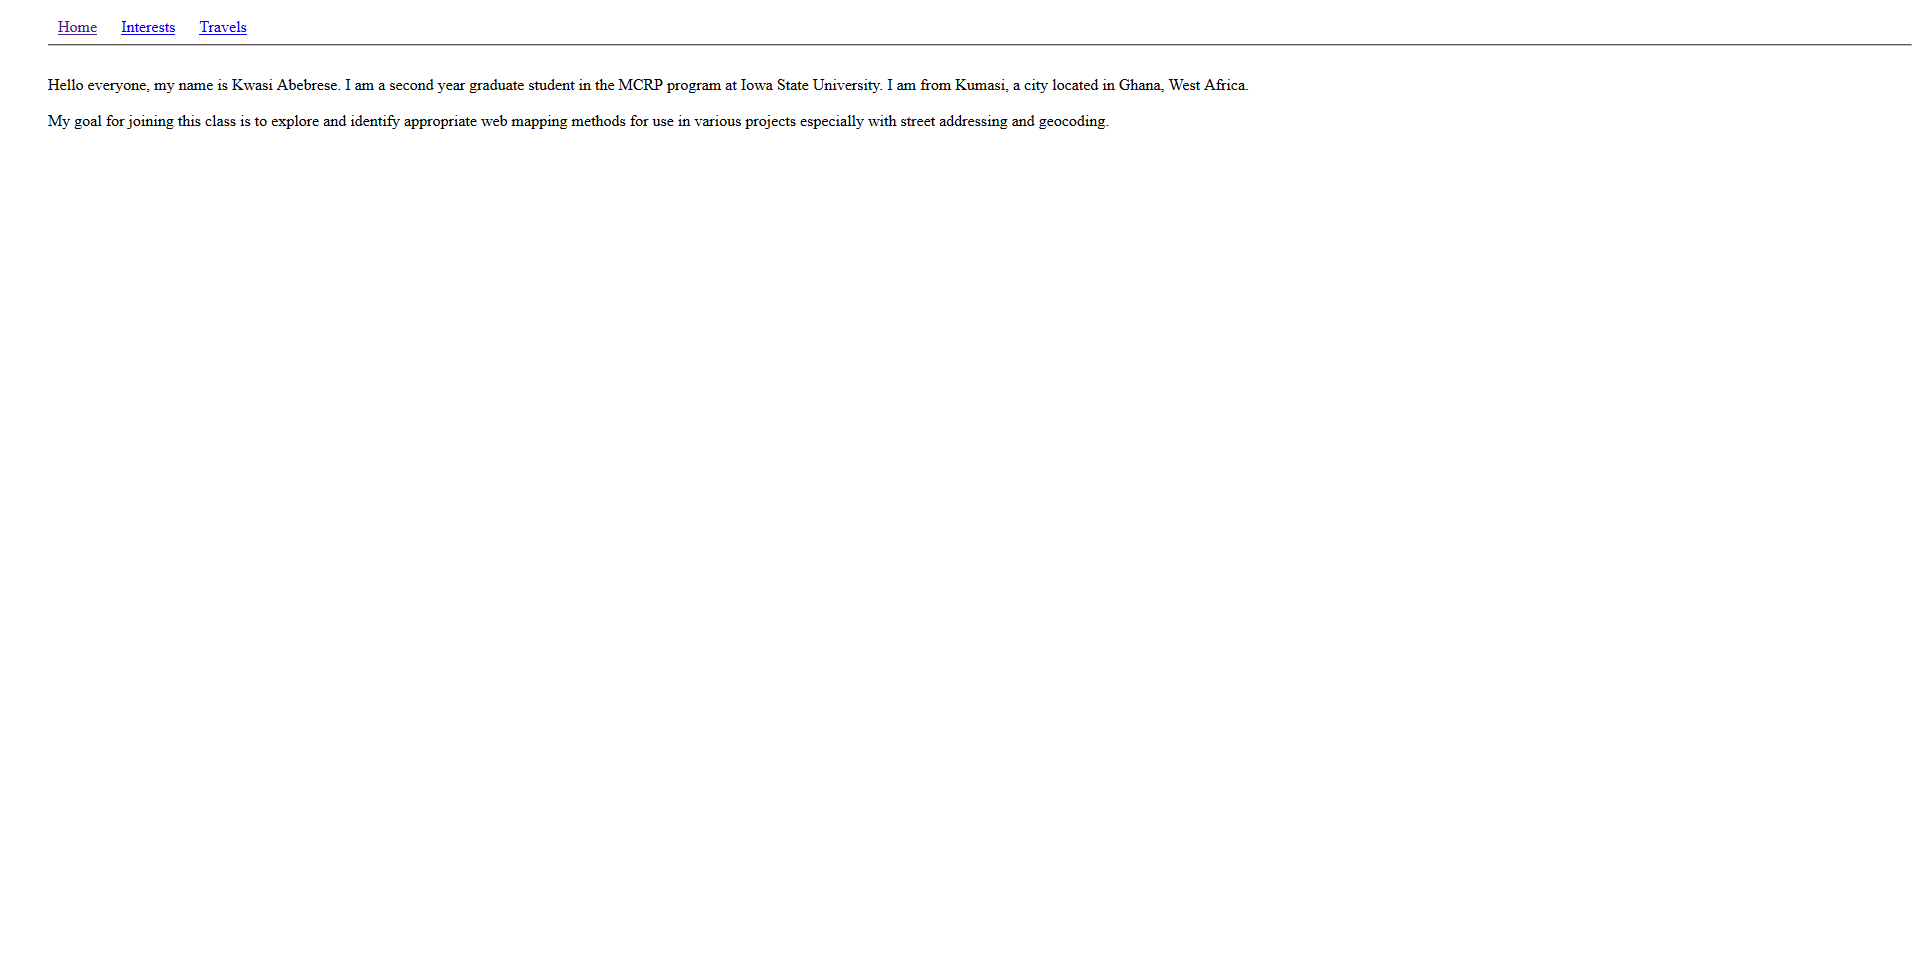 Home Interests Travels
Hello everyone, my name is Kwasi Abebrese. I am a second year graduate student in the MCRP program at Iowa State University. I am from Kumasi, a city located in Ghana, West Africa.
My goal for joining this class is to explore and identify appropriate web mapping methods for use in various projects especially with street addressing and geocoding.